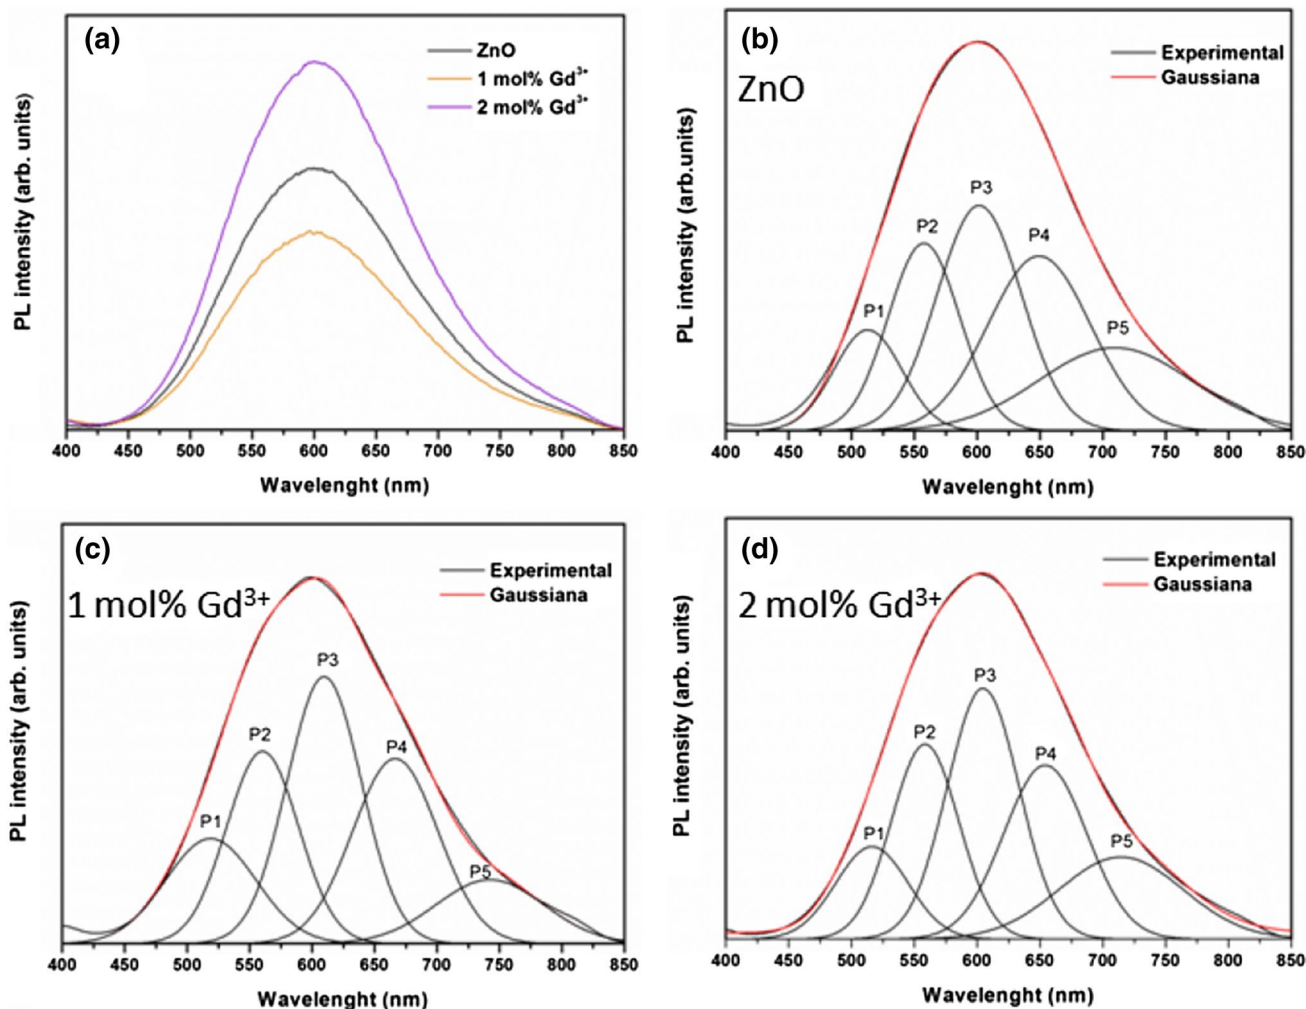 (a)
ZnO
1 mol% Gd³⁺
2 mol% Gd³⁺
PL intensity (arb. units)
400 450 500 550 600 650 700 750 800 850
Wavelenght (nm)
(b)
ZnO
Experimental
Gaussiana
P1 P2 P3 P4 P5
PL intensity (arb.units)
400 450 500 550 600 650 700 750 800 850
Wavelenght (nm)
(c)
1 mol% Gd³⁺
Experimental
Gaussiana
P1 P2 P3 P4 P5
PL intensity (arb. units)
400 450 500 550 600 650 700 750 800 850
Wavelenght (nm)
(d)
2 mol% Gd³⁺
Experimental
Gaussiana
P1 P2 P3 P4 P5
PL intensity (arb. units)
400 450 500 550 600 650 700 750 800 850
Wavelenght (nm)